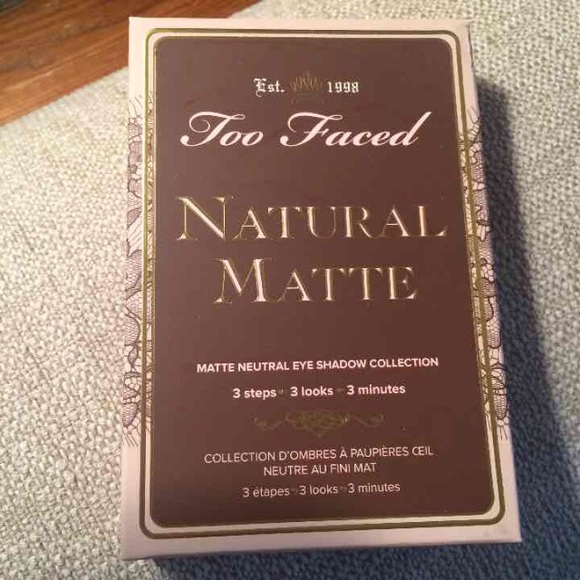 Est. 1998
Too Faced
NATURAL
MATTE
MATTE NEUTRAL EYE SHADOW COLLECTION
3 steps 3 looks 3 minutes
COLLECTION D'OMBRES À PAUPIÈRES ŒIL
NEUTRE AU FINI MAT
3 étapes 3 looks 3 minutes